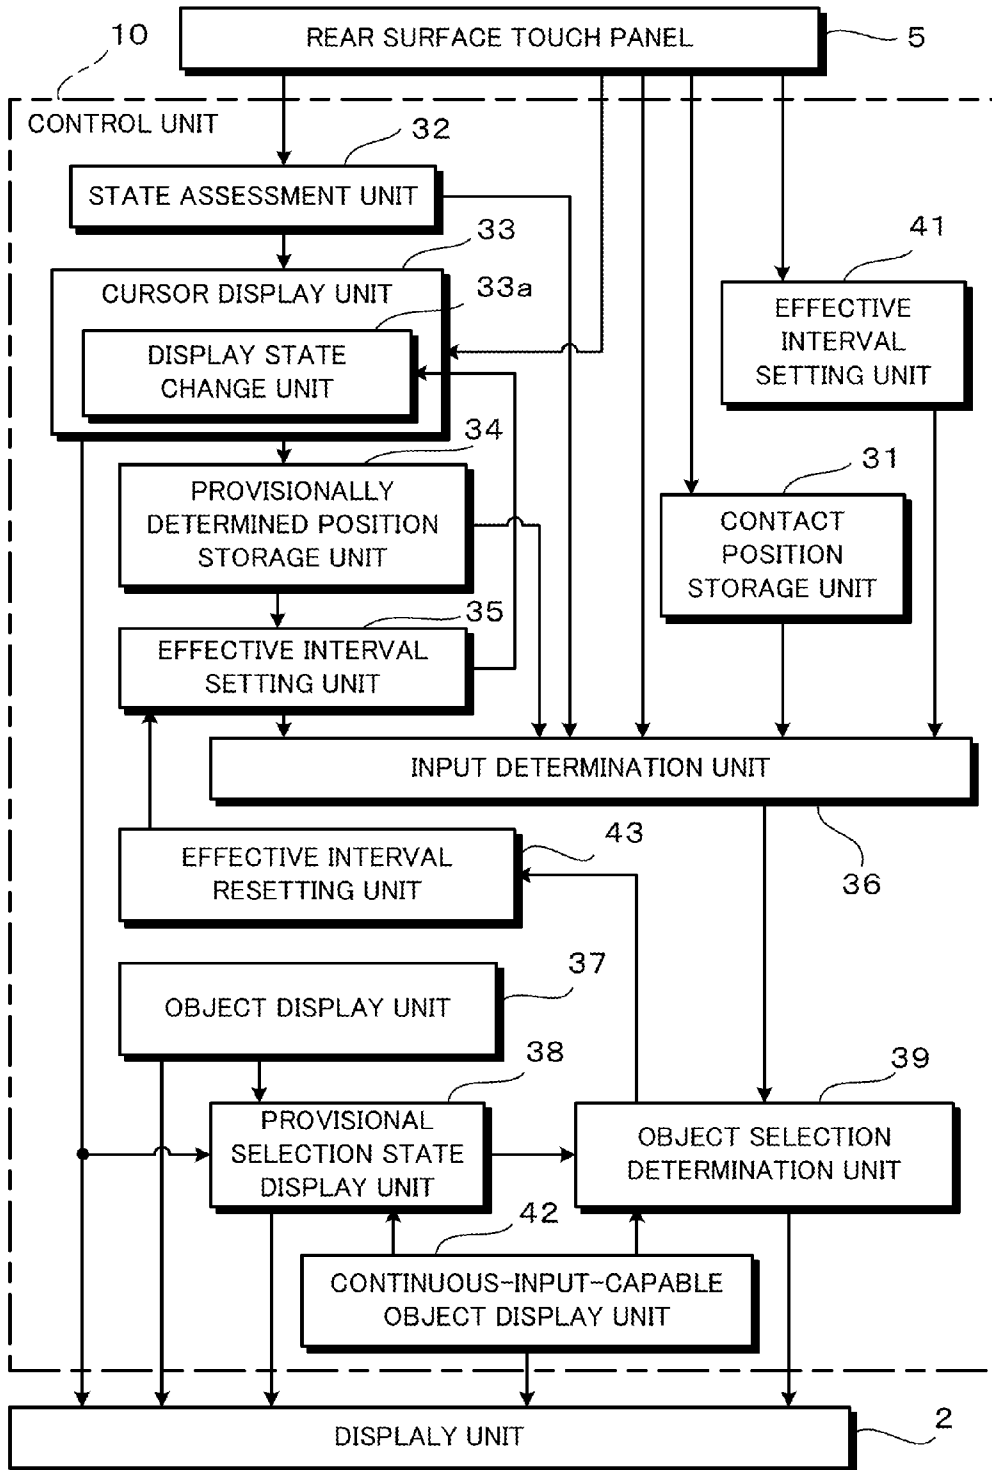 10
REAR SURFACE TOUCH PANEL
5
CONTROL UNIT
32
STATE ASSESSMENT UNIT
33
41
CURSOR DISPLAY UNIT
33a
EFFECTIVE
INTERVAL
SETTING UNIT
DISPLAY STATE
CHANGE UNIT
34
31
PROVISIONALLY
DETERMINED POSITION
STORAGE UNIT
CONTACT
POSITION
STORAGE UNIT
35
EFFECTIVE INTERVAL
SETTING UNIT
INPUT DETERMINATION UNIT
36
43
EFFECTIVE INTERVAL
RESETTING UNIT
37
OBJECT DISPLAY UNIT
38
39
PROVISIONAL
SELECTION STATE
DISPLAY UNIT
OBJECT SELECTION
DETERMINATION UNIT
42
CONTINUOUS-INPUT-CAPABLE
OBJECT DISPLAY UNIT
DISPLALY UNIT
2